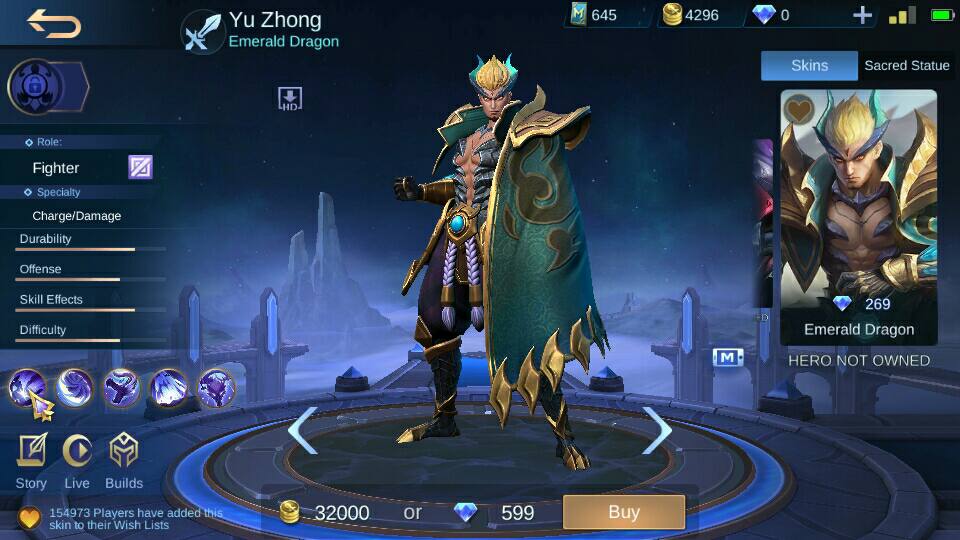 Yu Zhong
Emerald Dragon
645
4296
0
HD
Skins
Sacred Statue
Role:
Fighter
Specialty
Charge/Damage
Durability
Offense
Skill Effects
Difficulty
269
Emerald Dragon
HERO NOT OWNED
M
Story
Live
Builds
154973 Players have added this
skin to their Wish Lists
32000
or
599
Buy